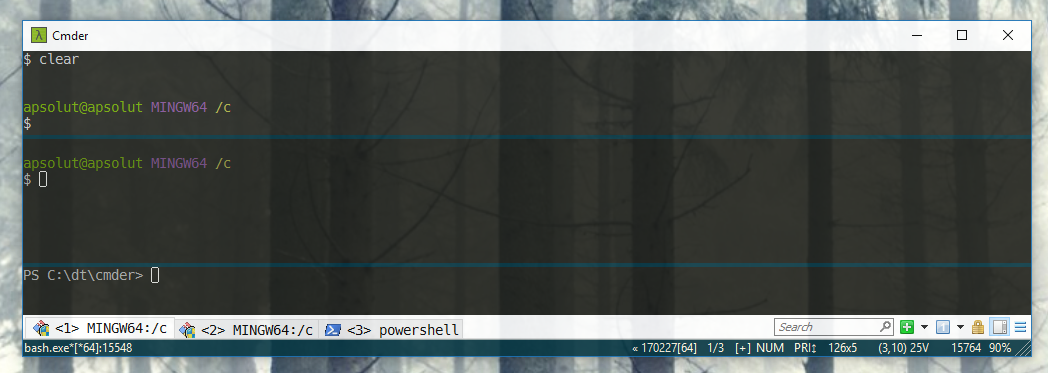 Cmder
$ clear
apsolut@apsolut MINGW64 /c
$
apsolut@apsolut MINGW64 /c
$
PS C:\dt\cmder>
<1> MINGW64:/c <2> MINGW64:/c <3> powershell Search
bash.exe*[*64]:15548 « 170227[64] 1/3 [+] NUM PRI↕ 126x5 (3,10) 25V 15764 90%